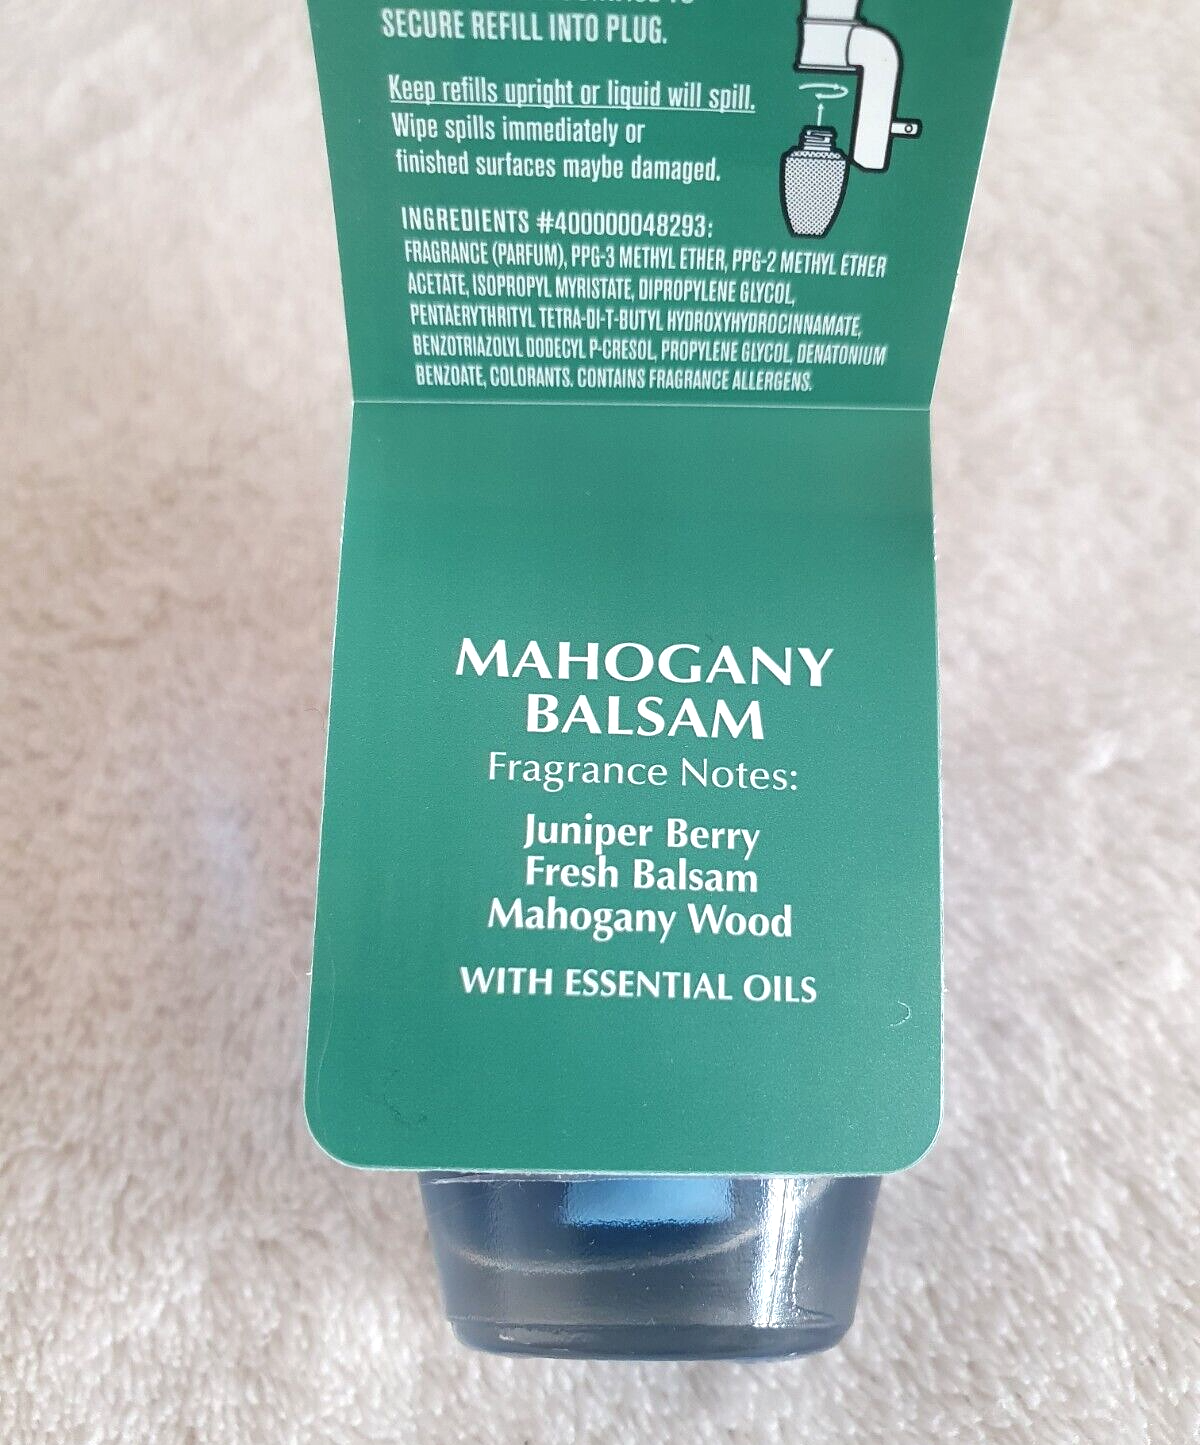 SECURE REFILL INTO PLUG.
Keep refills upright or liquid will spill.
Wipe spills immediately or
finished surfaces maybe damaged.
INGREDIENTS #400000048293:
FRAGRANCE (PARFUM), PPG-3 METHYL ETHER, PPG-2 METHYL ETHER
ACETATE, ISOPROPYL MYRISTATE, DIPROPYLENE GLYCOL,
PENTAERYTHRITYL TETRA-DI-T-BUTYL HYDROXYHYDROCINNAMATE,
BENZOTRIAZOLYL DODECYL P-CRESOL, PROPYLENE GLYCOL, DENATONIUM
BENZOATE, COLORANTS. CONTAINS FRAGRANCE ALLERGENS.
MAHOGANY
BALSAM
Fragrance Notes:
Juniper Berry
Fresh Balsam
Mahogany Wood
WITH ESSENTIAL OILS